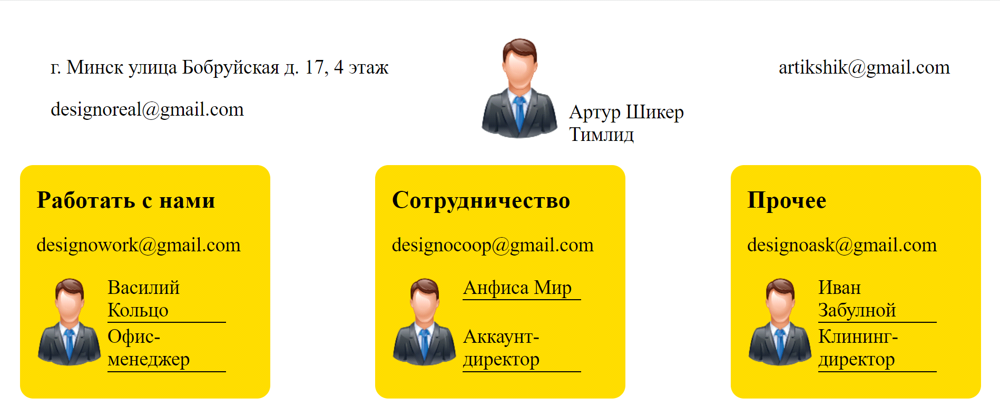 г. Минск улица Бобруйская д. 17, 4 этаж
designoreal@gmail.com
Артур Шикер
Тимлид
artikshik@gmail.com
Работать с нами
designowork@gmail.com
Василий
Кольцо
Офис-
менеджер
Сотрудничество
designocoop@gmail.com
Анфиса Мир
Аккаунт-
директор
Прочее
designoask@gmail.com
Иван
Забулной
Клининг-
директор